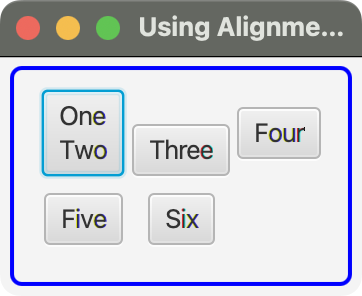 Using Alignme...
One
Two
Three
Four
Five
Six